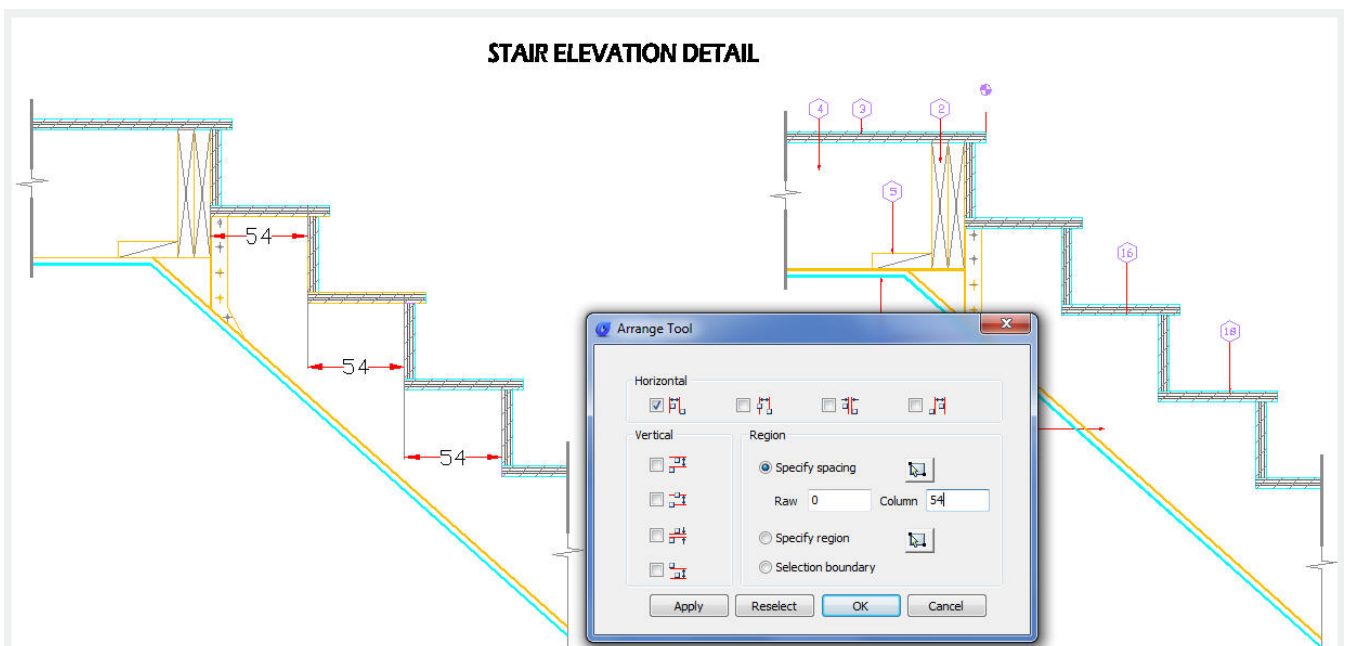 STAIR ELEVATION DETAIL
4 3 2
5
54
16
54
18
54
Arrange Tool
Horizontal
Vertical
Region
Specify spacing
Raw 0 Column 54
Specify region
Selection boundary
Apply Reselect OK Cancel